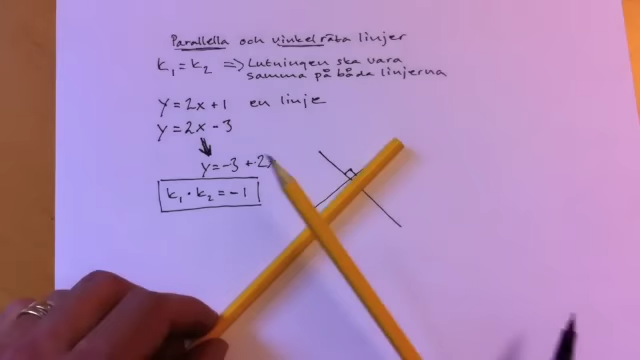 Parallella och vinkelräta linjer
k₁ = k₂ => Lutningen ska vara
samma på båda linjerna
y = 2x + 1 en linje
y = 2x - 3
y = -3 + 2x
k₁ · k₂ = -1